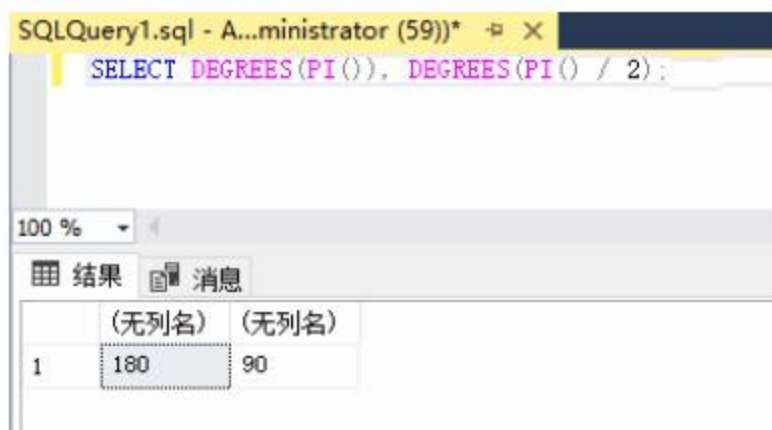 SQLQuery1.sql - A...ministrator (59))*
SELECT DEGREES(PI()), DEGREES(PI() / 2);
100 %
结果 消息
(无列名) (无列名)
1 180 90